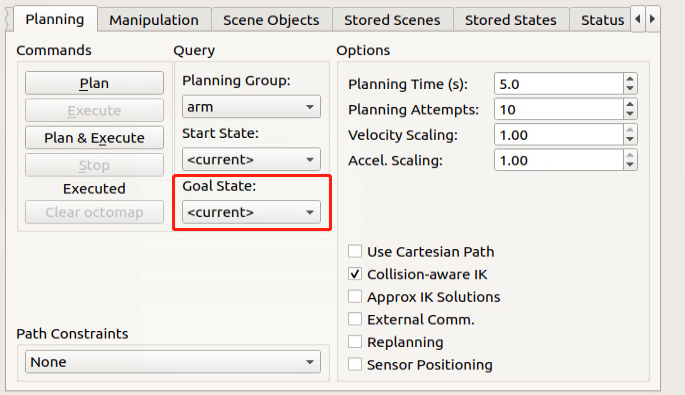 Planning Manipulation Scene Objects Stored Scenes Stored States Status
Commands
Plan
Execute
Plan & Execute
Stop
Executed
Clear octomap
Query
Planning Group:
arm
Start State:
<current>
Goal State:
<current>
Options
Planning Time (s): 5.0
Planning Attempts: 10
Velocity Scaling: 1.00
Accel. Scaling: 1.00
Use Cartesian Path
Collision-aware IK
Approx IK Solutions
External Comm.
Replanning
Sensor Positioning
Path Constraints
None